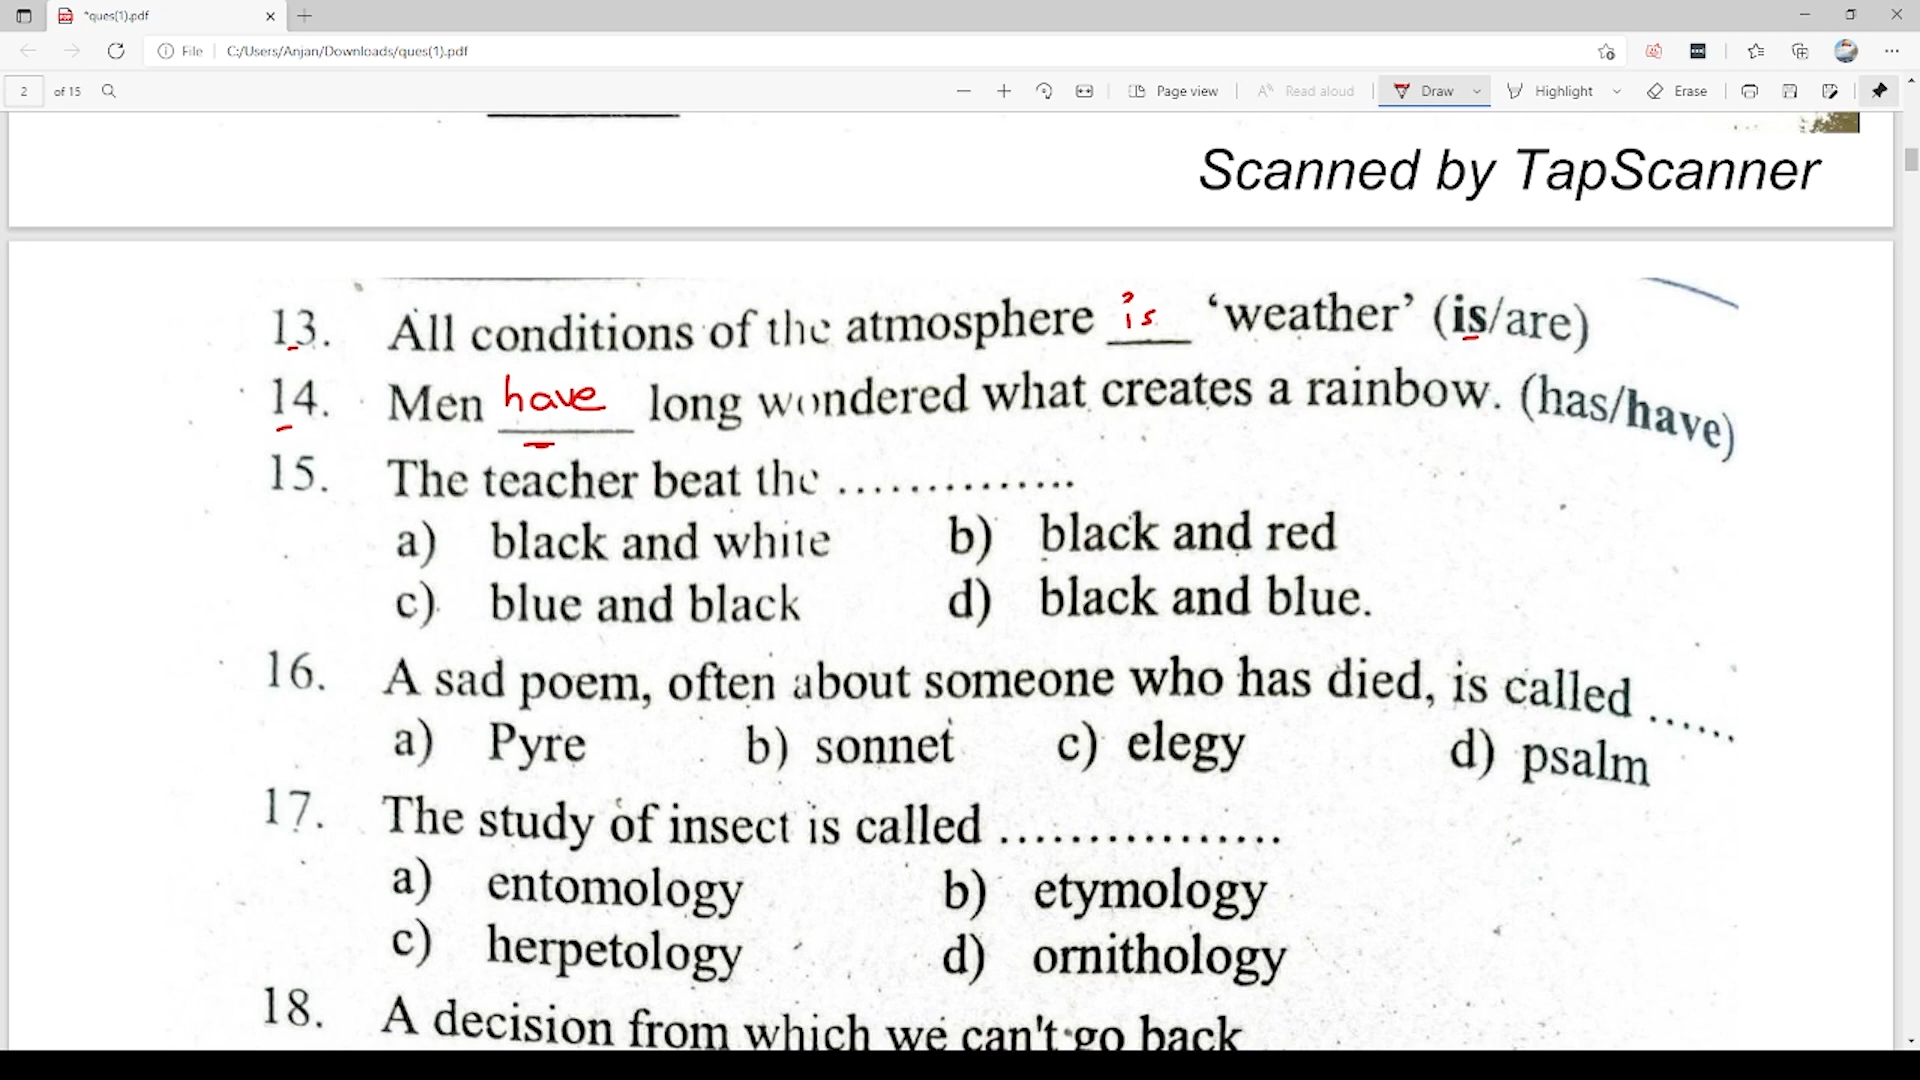 *ques(1).pdf
File C:/Users/Anjan/Downloads/ques(1).pdf
2 of 15 Page view Read aloud Draw Highlight Erase
Scanned by TapScanner
13. All conditions of the atmosphere is 'weather' (is/are)
14. Men have long wondered what creates a rainbow. (has/have)
15. The teacher beat the ...............
a) black and white b) black and red
c) blue and black d) black and blue.
16. A sad poem, often about someone who has died, is called ......
a) Pyre b) sonnet c) elegy d) psalm
17. The study of insect is called .................
a) entomology b) etymology
c) herpetology d) ornithology
18. A decision from which we can't go back